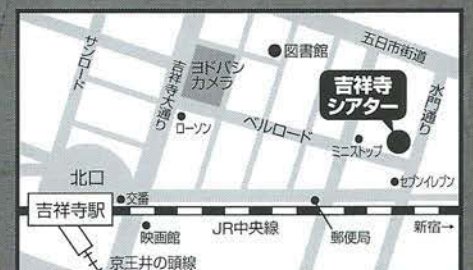 サンロード
吉祥寺大通り
ヨドバシ
カメラ
図書館
五日市街道
吉祥寺
シアター
水門通り
ローソン
ベルロード
ミニストップ
セブンイレブン
北口
交番
吉祥寺駅
映画館
JR中央線
郵便局
新宿→
京王井の頭線